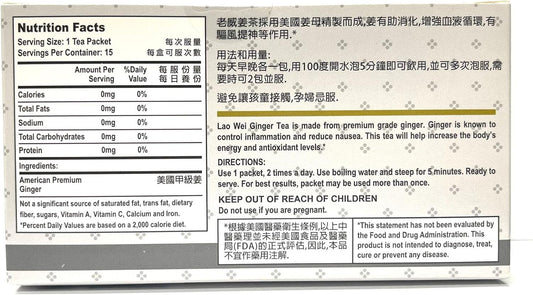 Nutrition Facts
Serving Size: 1 Tea Packet 每次服量
Servings Per Container: 15 每盒可服次數
Amount Per Serving %Daily Value 每服份量 每日養份
Calories 0mg 0%
Total Fats 0mg 0%
Sodium 0mg 0%
Total Carbohydrates 0mg 0%
Protein 0mg 0%
Ingredients:
American Premium Ginger 美國甲級姜
Not a significant source of saturated fat, trans fat, dietary
fiber, sugars, Vitamin A, Vitamin C, Calcium and Iron.
*Percent Daily Values are based on a 2,000 calorie diet.
老威姜茶採用美國姜母精製而成,姜有助消化,增強血液循環,有
驅風提神等作用.*
用法和用量:
每天早晚各一包,用100度開水泡5分鐘即可飲用,並可多次泡服,需
要時可2包並服.
避免讓孩童接觸,孕婦忌服.
Lao Wei Ginger Tea is made from premium grade ginger. Ginger is known to
control inflammation and reduce nausea. This tea will help increase the body's
energy and antioxidant levels.*
DIRECTIONS:
Use 1 packet, 2 times a day. Use boiling water and steep for 5 minutes. Ready to
serve. For best results, packet may be used more than once.
KEEP OUT OF REACH OF CHILDREN
Do not use if you are pregnant.
*根據美國醫藥衛生條例,以上中
醫藥理並未經美國食品及醫藥
局(FDA)的正式評估,因此,本品
不宜作藥用注解.
*This statement has not been evaluated by
the Food and Drug Administration. This
product is not intended to diagnose, treat,
cure or prevent any disease.